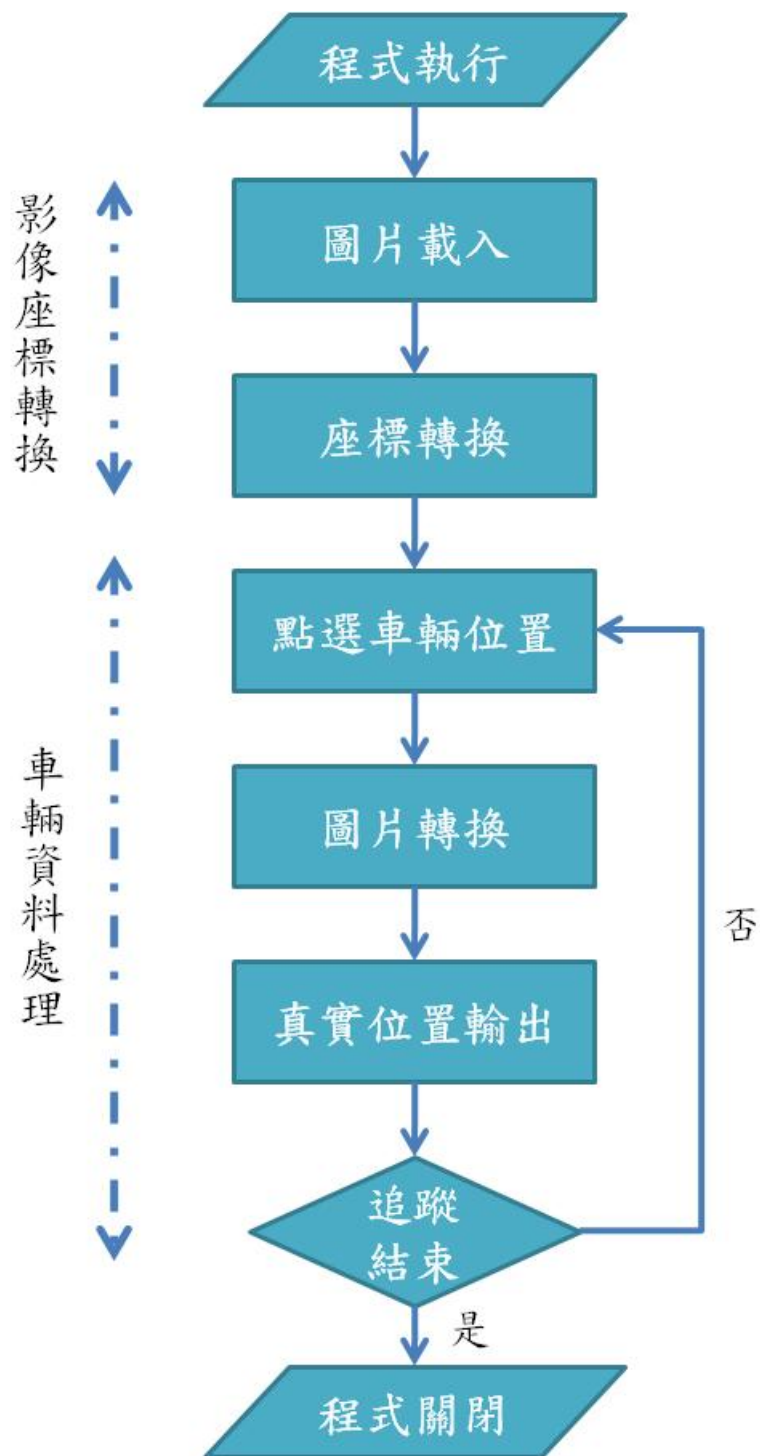 程式執行
影像座標轉換
圖片載入
座標轉換
車輛資料處理
點選車輛位置
圖片轉換
真實位置輸出
否
追蹤
結束
是
程式關閉